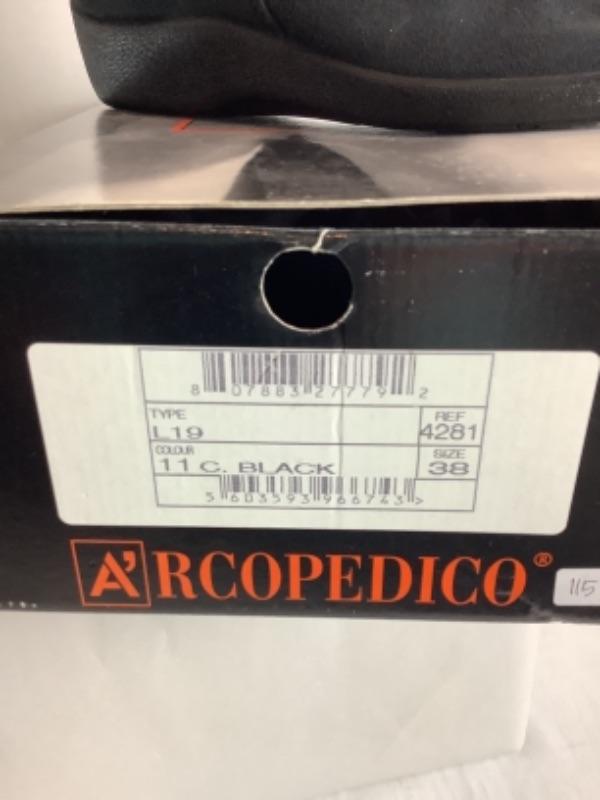 8 07883 27779 2
TYPE REF
L19 4281
COLOUR SIZE
11 C. BLACK 38
5 603593 966743 >
A'RCOPEDICO®
115